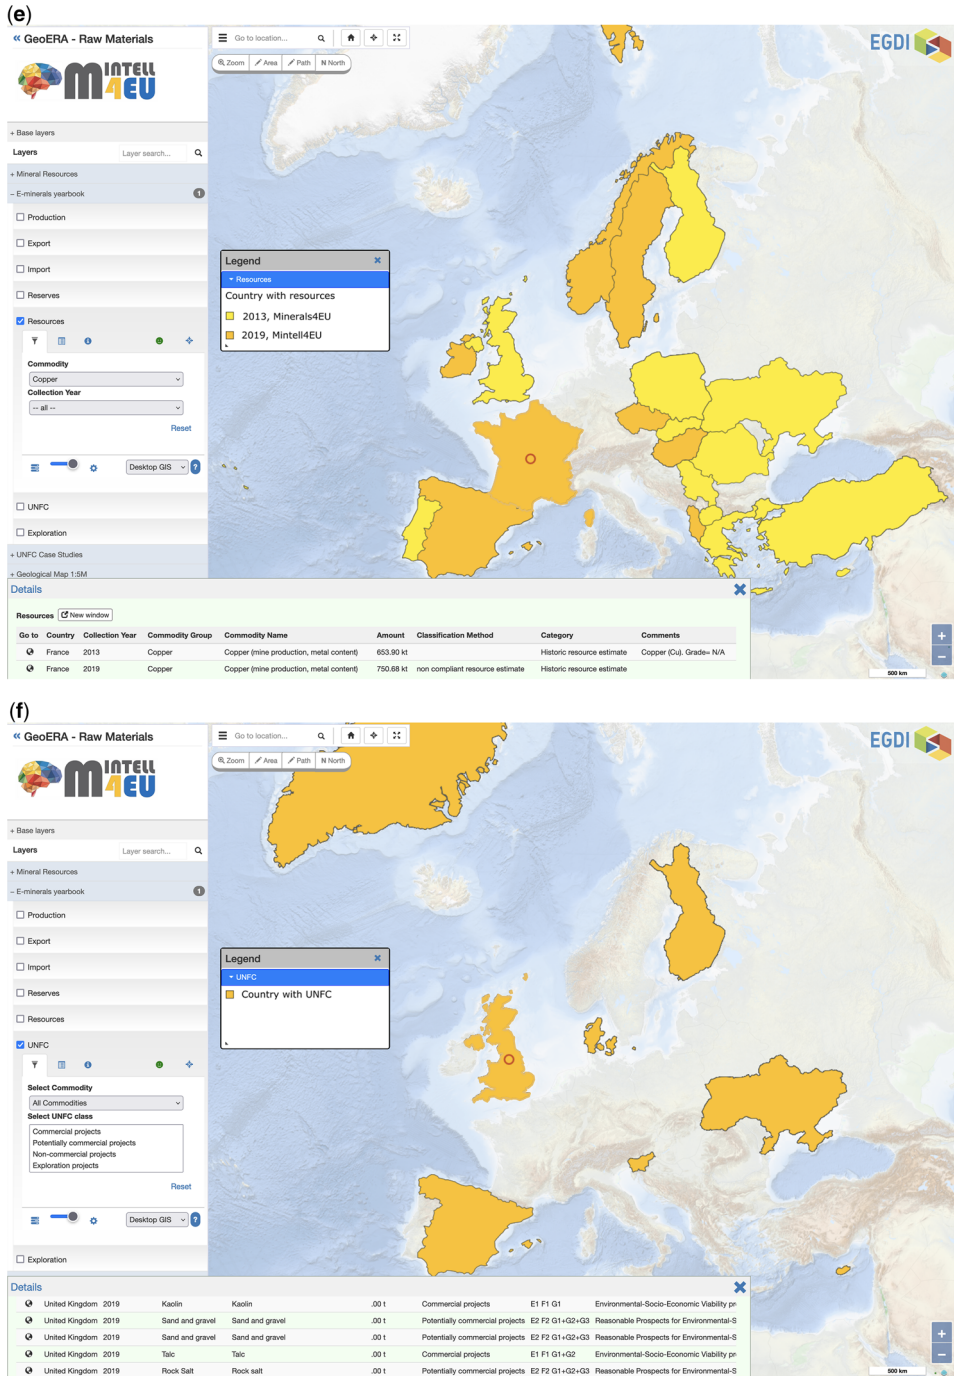 (e)
« GeoERA - Raw Materials
MINTELL
4EU
+ Base layers
Layers
Layer search...
+ Mineral Resources
– E-minerals yearbook
1
Production
Export
Import
Reserves
Resources
Commodity
Copper
Collection Year
-- all --
Reset
Desktop GIS
?
UNFC
Exploration
+ UNFC Case Studies
+ Geological Map 1:5M
Go to location...
Zoom
Area
Path
N North
EGDI
Legend
Resources
Country with resources
2013, Minerals4EU
2019, Mintell4EU
Details
Resources New window
Go to Country Collection Year Commodity Group Commodity Name Amount Classification Method Category Comments
France 2013 Copper Copper (mine production, metal content) 653.90 kt Historic resource estimate Copper (Cu). Grade= N/A
France 2019 Copper Copper (mine production, metal content) 750.68 kt non compliant resource estimate Historic resource estimate
+
−
500 km
(f)
« GeoERA - Raw Materials
MINTELL
4EU
+ Base layers
Layers
Layer search...
+ Mineral Resources
– E-minerals yearbook
1
Production
Export
Import
Reserves
Resources
UNFC
Select Commodity
All Commodities
Select UNFC class
Commercial projects
Potentially commercial projects
Non-commercial projects
Exploration projects
Reset
Desktop GIS
?
Exploration
Go to location...
Zoom
Area
Path
N North
EGDI
Legend
UNFC
Country with UNFC
Details
United Kingdom 2019 Kaolin Kaolin .00 t Commercial projects E1 F1 G1 Environmental-Socio-Economic Viability pr
United Kingdom 2019 Sand and gravel Sand and gravel .00 t Potentially commercial projects E2 F2 G1+G2+G3 Reasonable Prospects for Environmental-S
United Kingdom 2019 Sand and gravel Sand and gravel .00 t Potentially commercial projects E2 F2 G1+G2+G3 Reasonable Prospects for Environmental-S
United Kingdom 2019 Talc Talc .00 t Commercial projects E1 F1 G1+G2 Environmental-Socio-Economic Viability pr
United Kingdom 2019 Rock Salt Rock salt .00 t Potentially commercial projects E2 F2 G1+G2+G3 Reasonable Prospects for Environmental-S
+
−
500 km